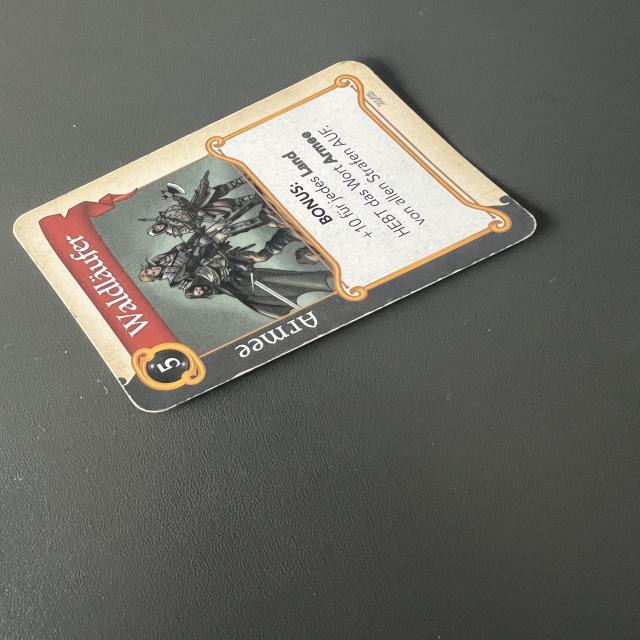 5
Waldläufer
Armee
BONUS:
+10 für jedes Land
HEBT das Wort Armee
von allen Strafen AUF.